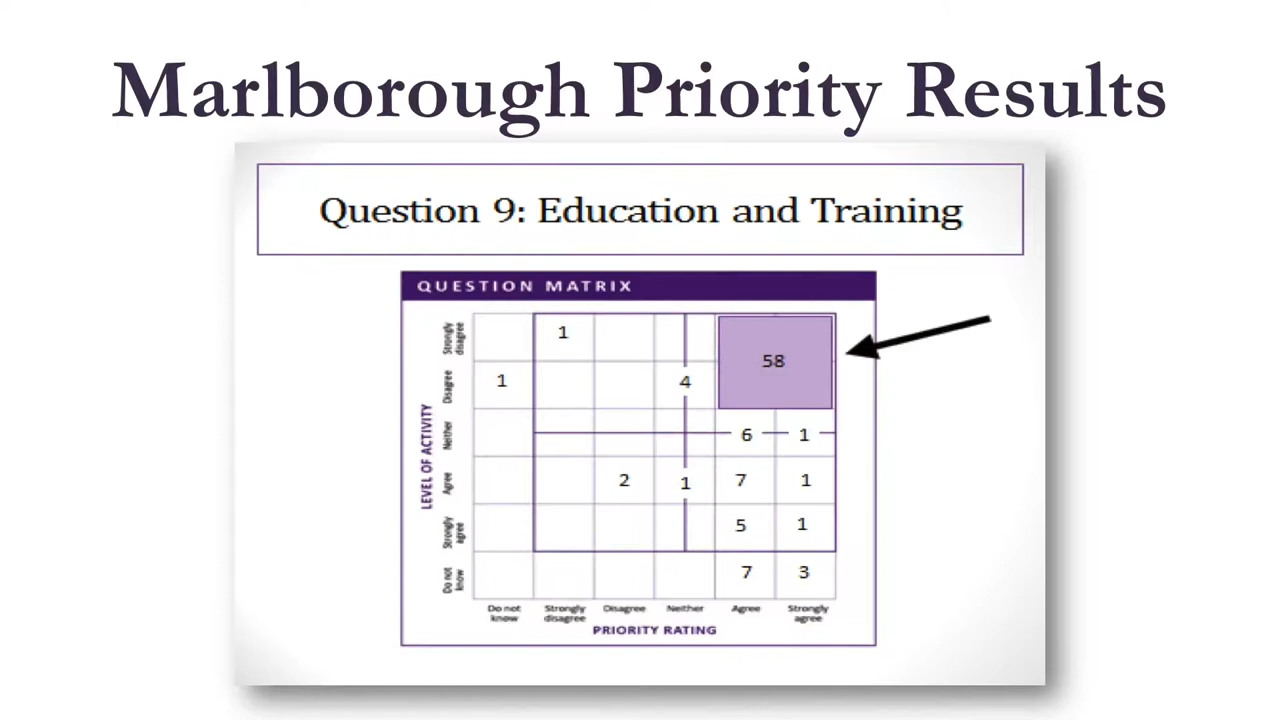 Marlborough Priority Results
Question 9: Education and Training
QUESTION MATRIX
LEVEL OF ACTIVITY
Strongly disagree
1
58
Disagree
1
4
Neither
6
1
Agree
2
1
7
1
Strongly agree
5
1
Do not know
7
3
Do not know
Strongly disagree
Disagree
Neither
Agree
Strongly agree
PRIORITY RATING